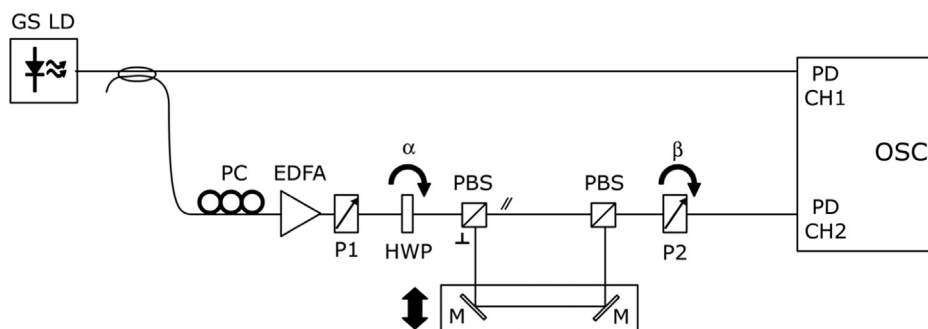 GS LD
PD
CH1
OSC
PC
EDFA
α
PBS
//
PBS
β
P1
HWP
⊥
P2
PD
CH2
M
M